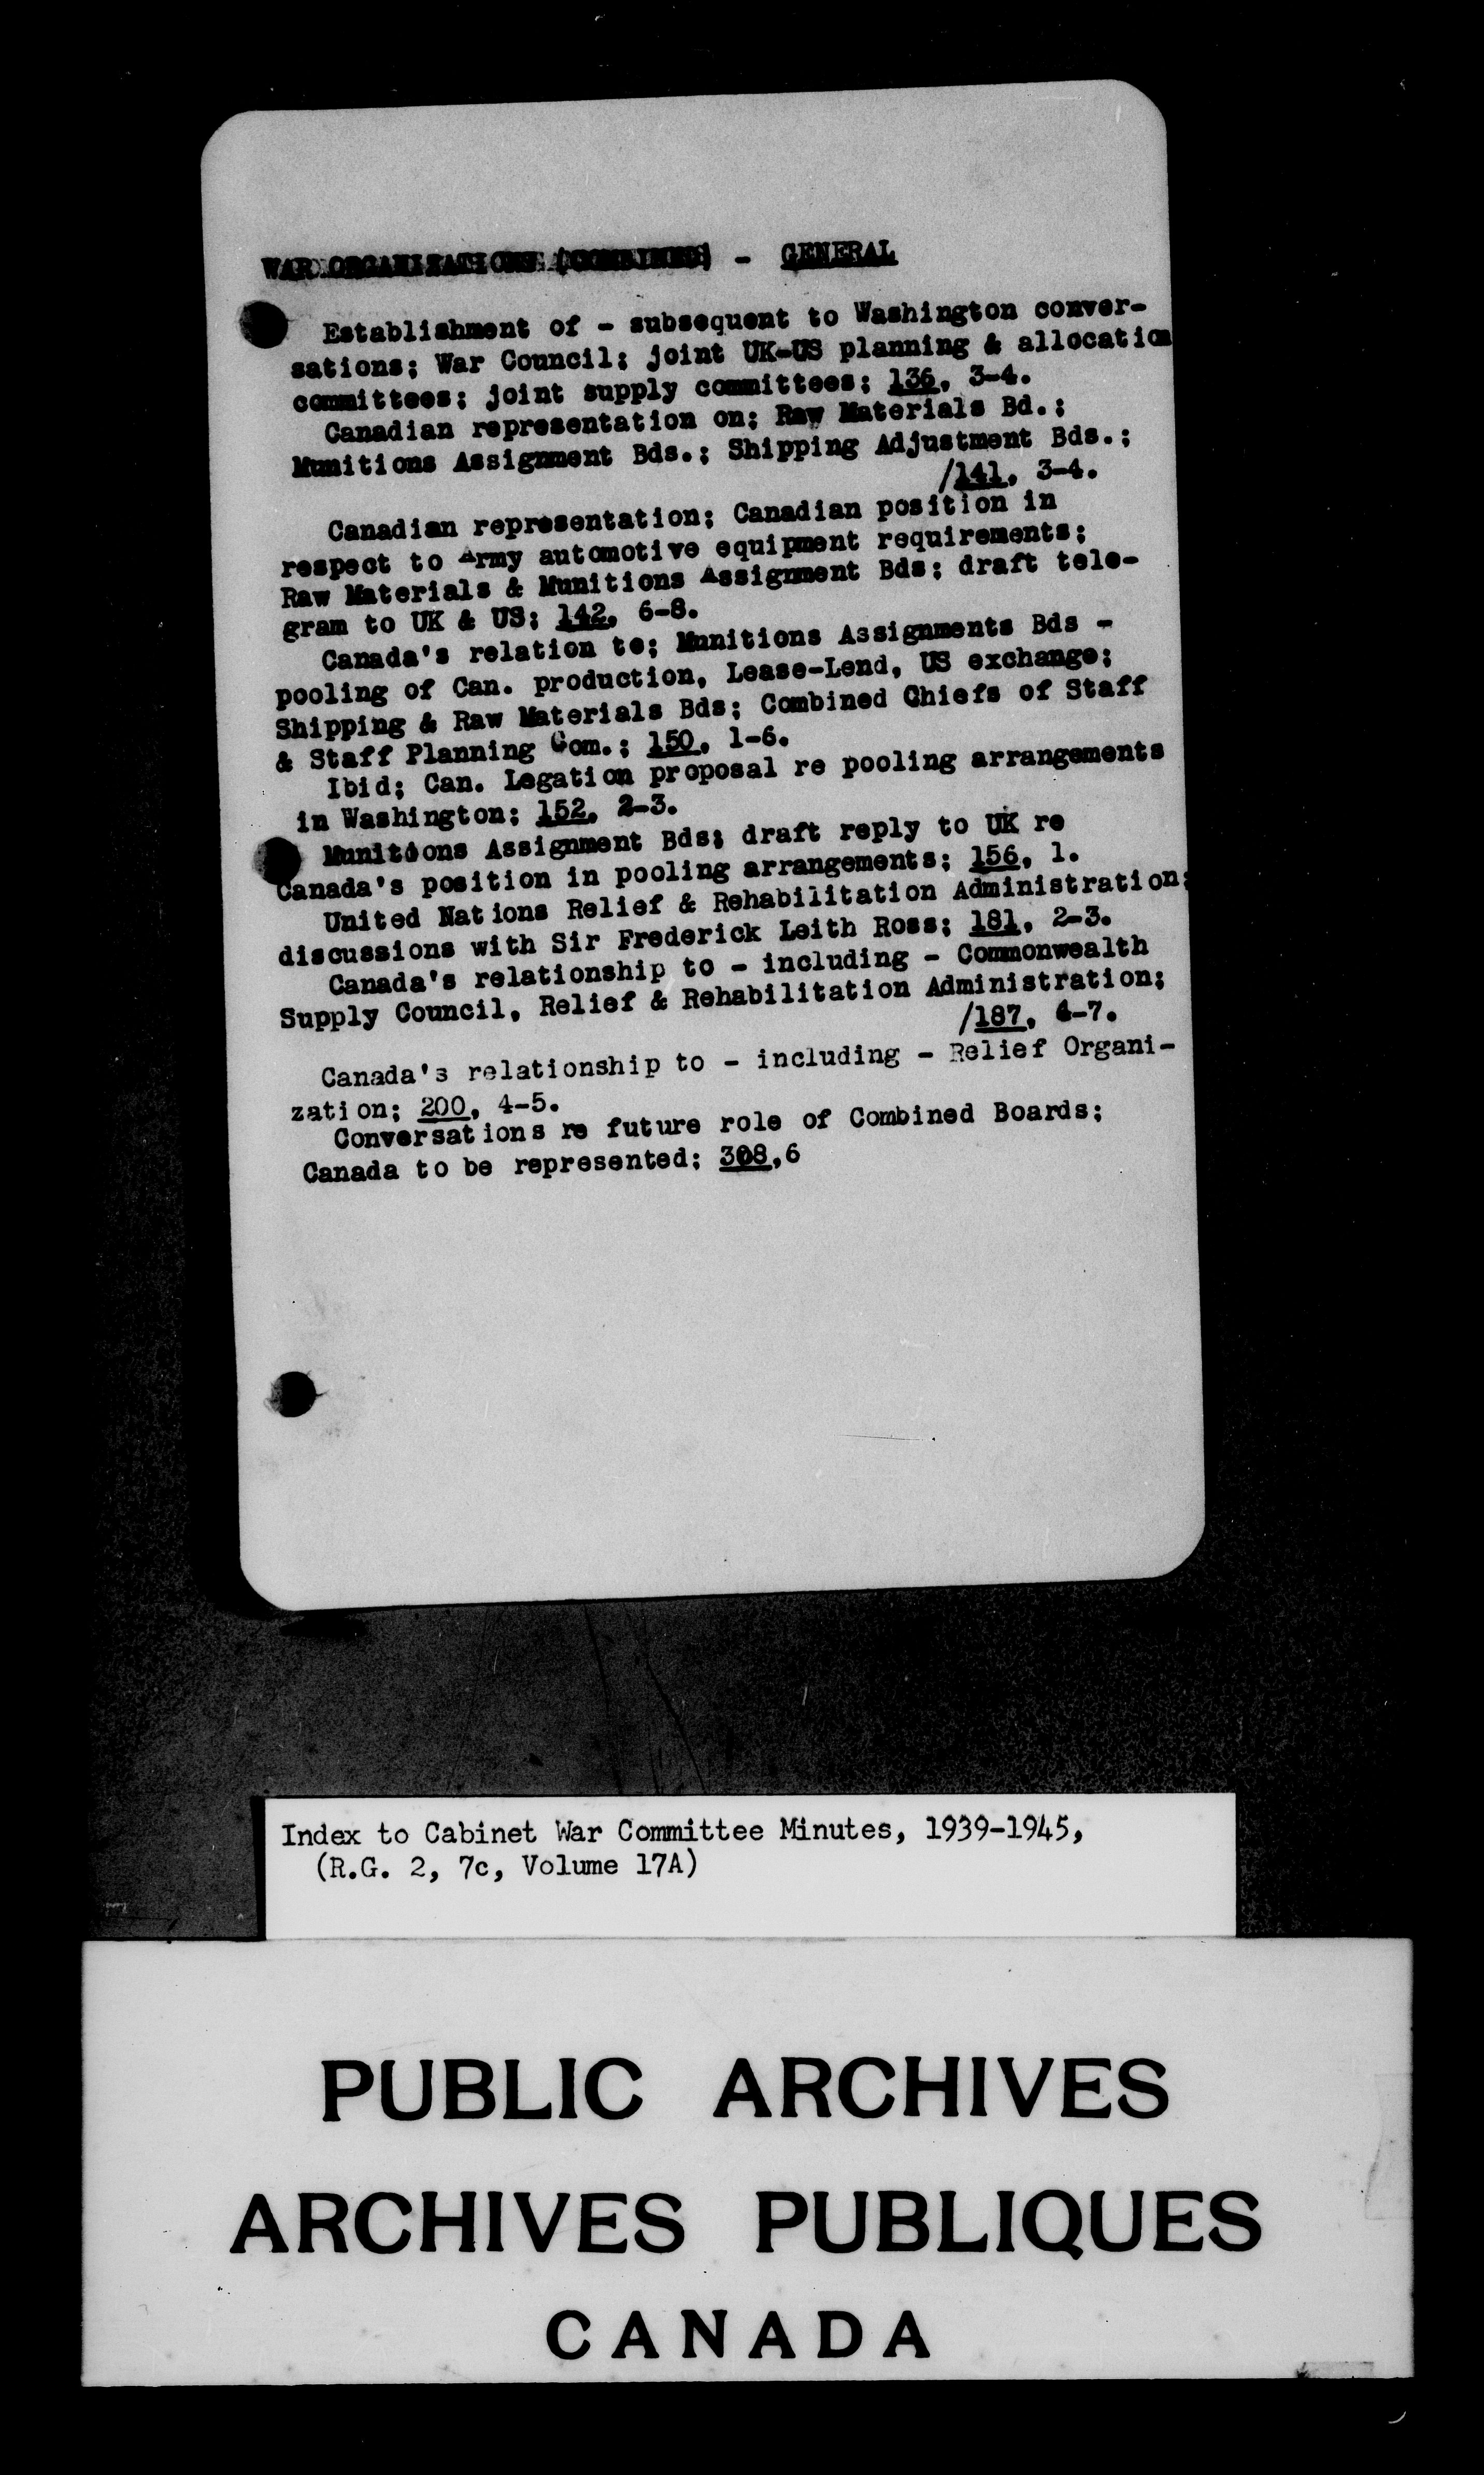 WAR ORGANIZATIONS (COMBINED) - GENERAL
Establishment of - subsequent to Washington conver-
sations; War Council; joint UK-US planning & allocation
committees; joint supply committees; 136, 3-4.
Canadian representation on; Raw Materials Bd.;
Munitions Assignment Bds.; Shipping Adjustment Bds.;
/141, 3-4.
Canadian representation; Canadian position in
respect to Army automotive equipment requirements;
Raw Materials & Munitions Assignment Bds; draft tele-
gram to UK & US; 142, 6-8.
Canada's relation to; Munitions Assignments Bds -
pooling of Can. production, Lease-Lend, US exchange;
Shipping & Raw Materials Bds; Combined Chiefs of Staff
& Staff Planning Com.; 150, 1-6.
Ibid; Can. Legation proposal re pooling arrangements
in Washington; 152, 2-3.
Munitions Assignment Bds; draft reply to UK re
Canada's position in pooling arrangements; 156, 1.
United Nations Relief & Rehabilitation Administration;
discussions with Sir Frederick Leith Ross; 181, 2-3.
Canada's relationship to - including - Commonwealth
Supply Council, Relief & Rehabilitation Administration;
/187, 4-7.
Canada's relationship to - including - Relief Organi-
zation; 200, 4-5.
Conversations re future role of Combined Boards;
Canada to be represented; 308,6
Index to Cabinet War Committee Minutes, 1939-1945,
(R.G. 2, 7c, Volume 17A)
PUBLIC ARCHIVES
ARCHIVES PUBLIQUES
CANADA